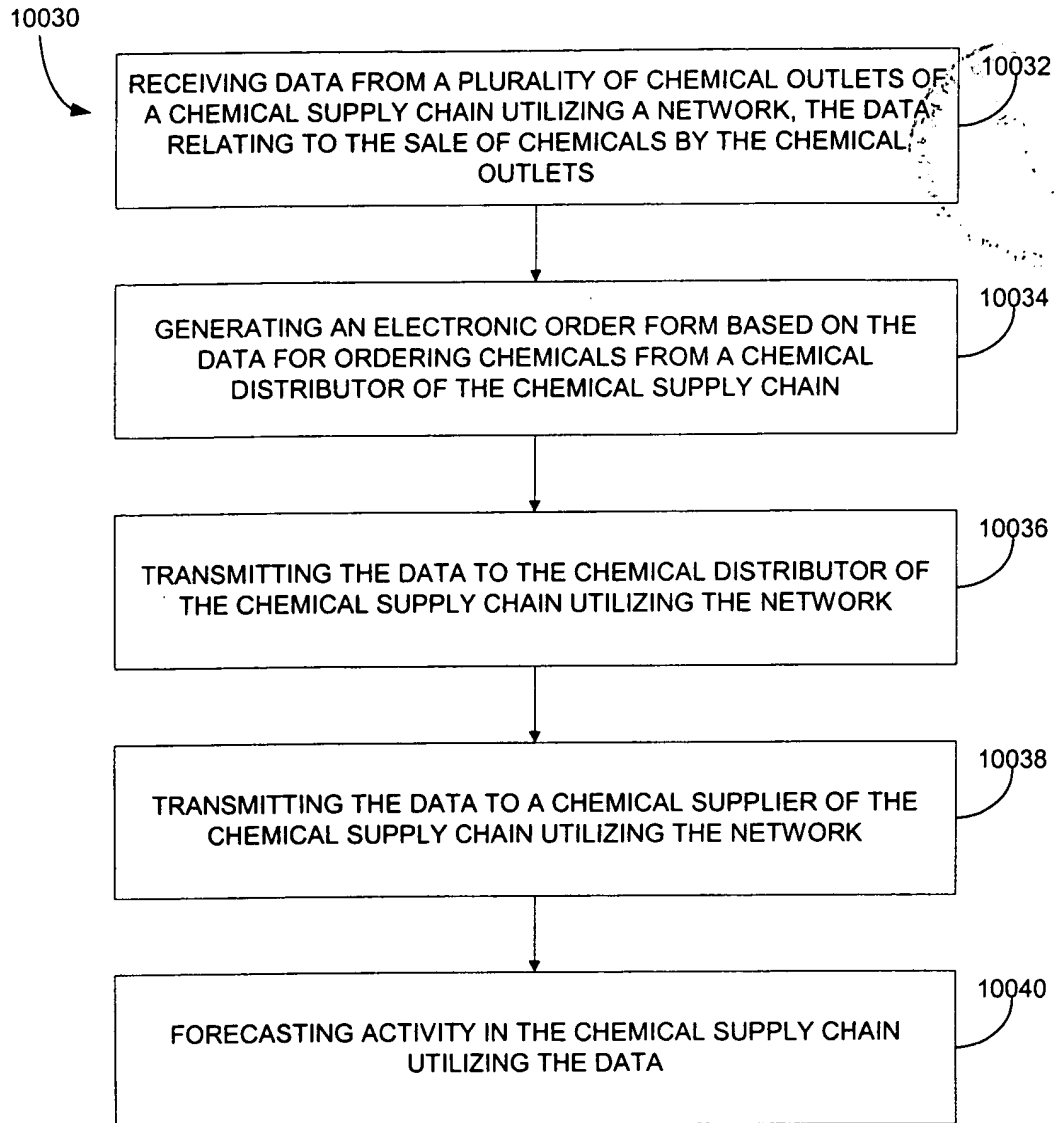 10030
RECEIVING DATA FROM A PLURALITY OF CHEMICAL OUTLETS OF
A CHEMICAL SUPPLY CHAIN UTILIZING A NETWORK, THE DATA
RELATING TO THE SALE OF CHEMICALS BY THE CHEMICAL
OUTLETS
10032
GENERATING AN ELECTRONIC ORDER FORM BASED ON THE
DATA FOR ORDERING CHEMICALS FROM A CHEMICAL
DISTRIBUTOR OF THE CHEMICAL SUPPLY CHAIN
10034
TRANSMITTING THE DATA TO THE CHEMICAL DISTRIBUTOR OF
THE CHEMICAL SUPPLY CHAIN UTILIZING THE NETWORK
10036
TRANSMITTING THE DATA TO A CHEMICAL SUPPLIER OF THE
CHEMICAL SUPPLY CHAIN UTILIZING THE NETWORK
10038
FORECASTING ACTIVITY IN THE CHEMICAL SUPPLY CHAIN
UTILIZING THE DATA
10040